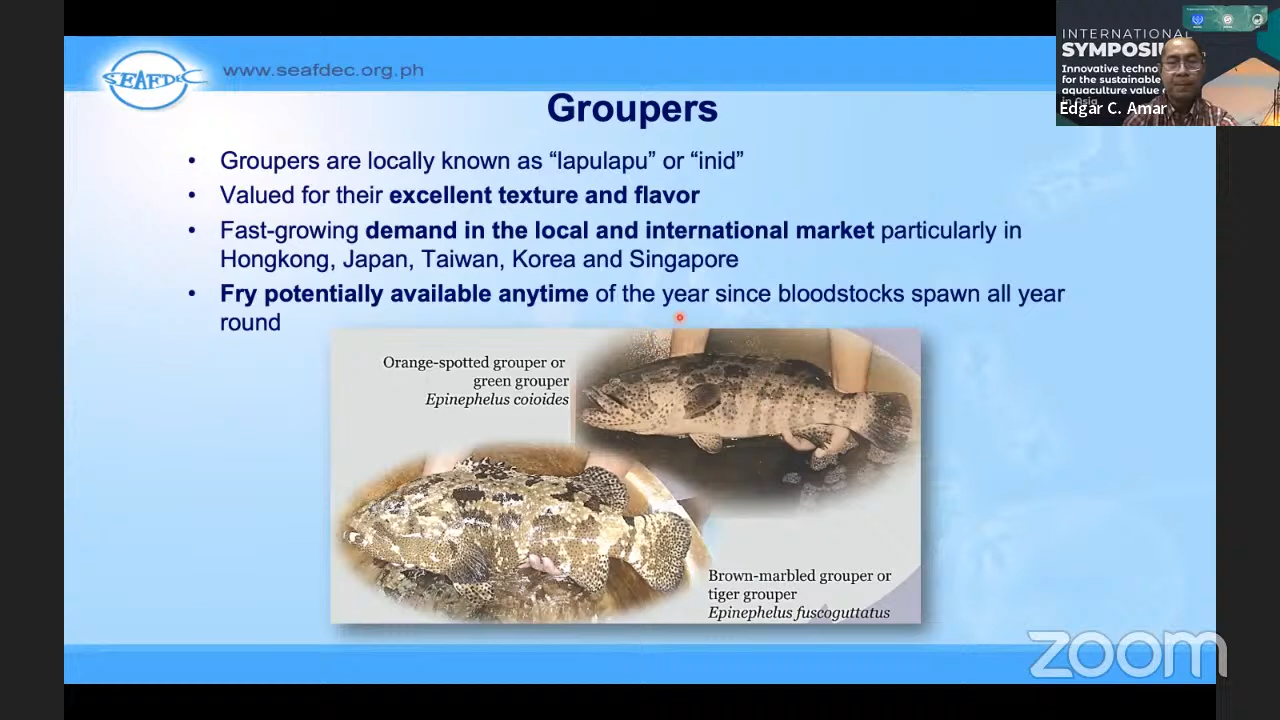 SEAFDEC
www.seafdec.org.ph
INTERNATIONAL
SYMPOSI
Innovative techno
for the sustainable
aquaculture value
in Asia
Edgar C. Amar
Groupers
• Groupers are locally known as “lapulapu” or “inid”
• Valued for their excellent texture and flavor
• Fast-growing demand in the local and international market particularly in
Hongkong, Japan, Taiwan, Korea and Singapore
• Fry potentially available anytime of the year since bloodstocks spawn all year
round
Orange-spotted grouper or
green grouper
Epinephelus coioides
Brown-marbled grouper or
tiger grouper
Epinephelus fuscoguttatus
zoom